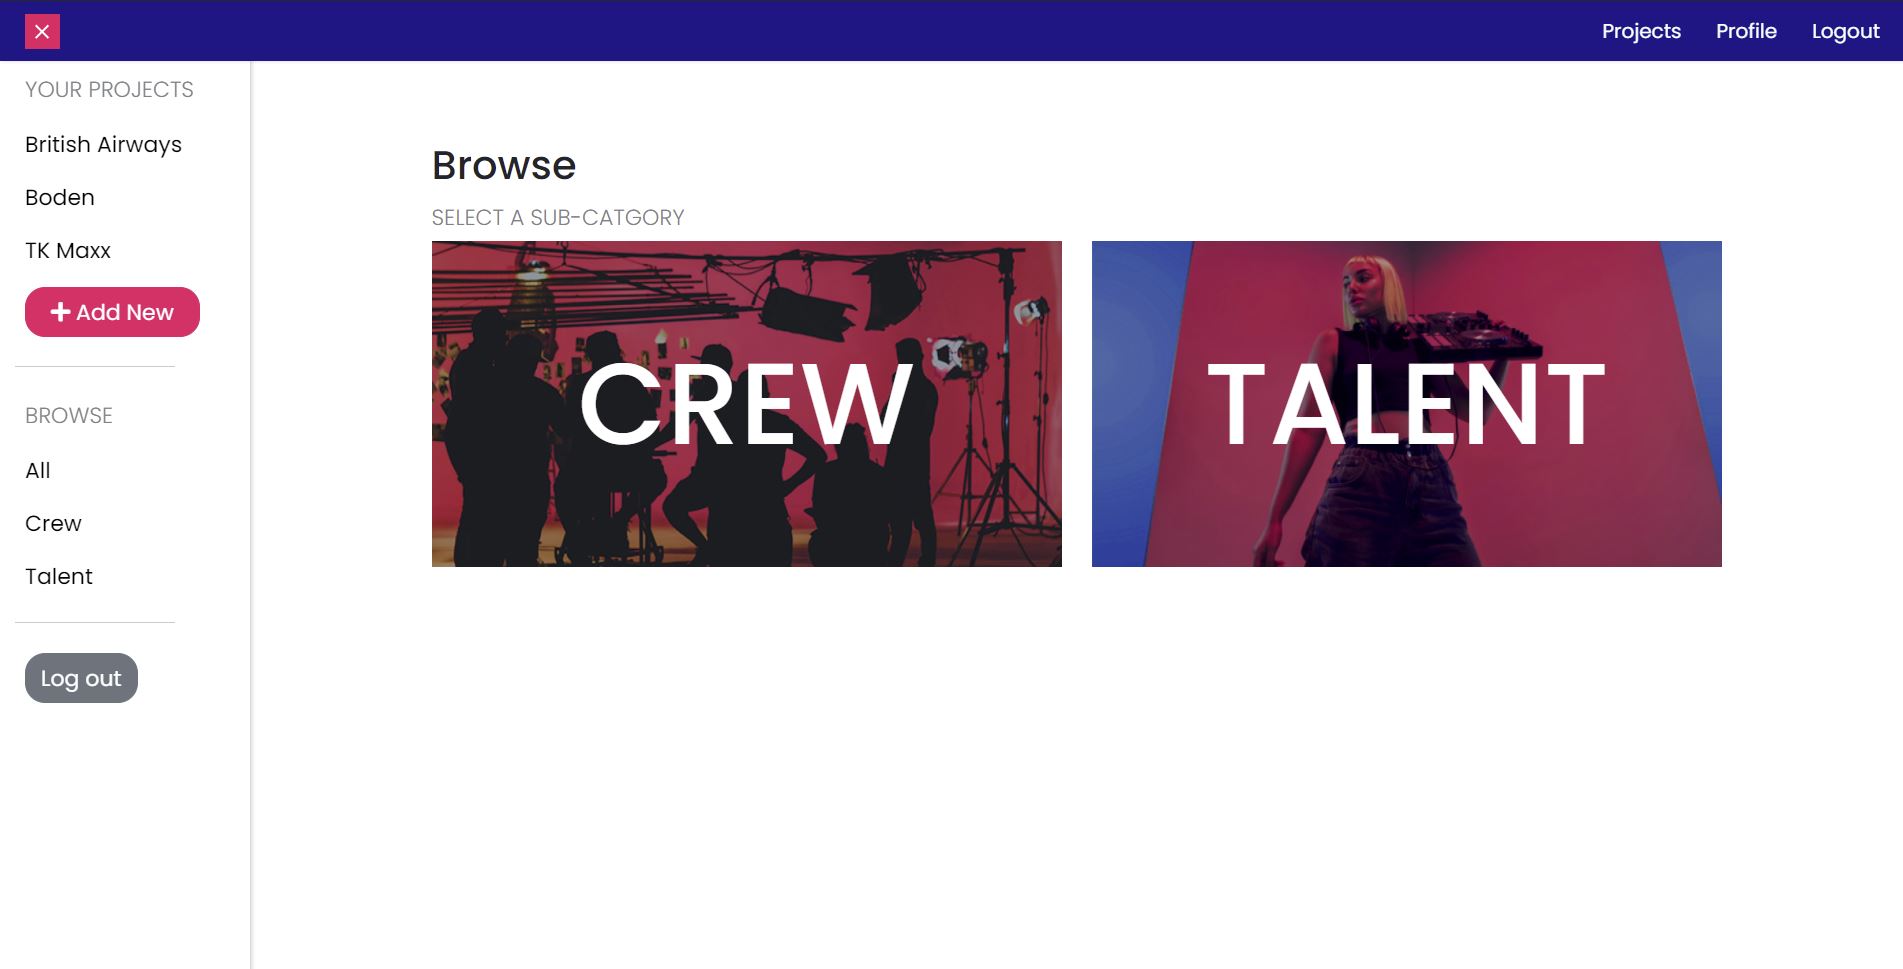 Projects Profile Logout
YOUR PROJECTS
British Airways
Boden
TK Maxx
Add New
BROWSE
All
Crew
Talent
Log out
Browse
SELECT A SUB-CATGORY
CREW
TALENT